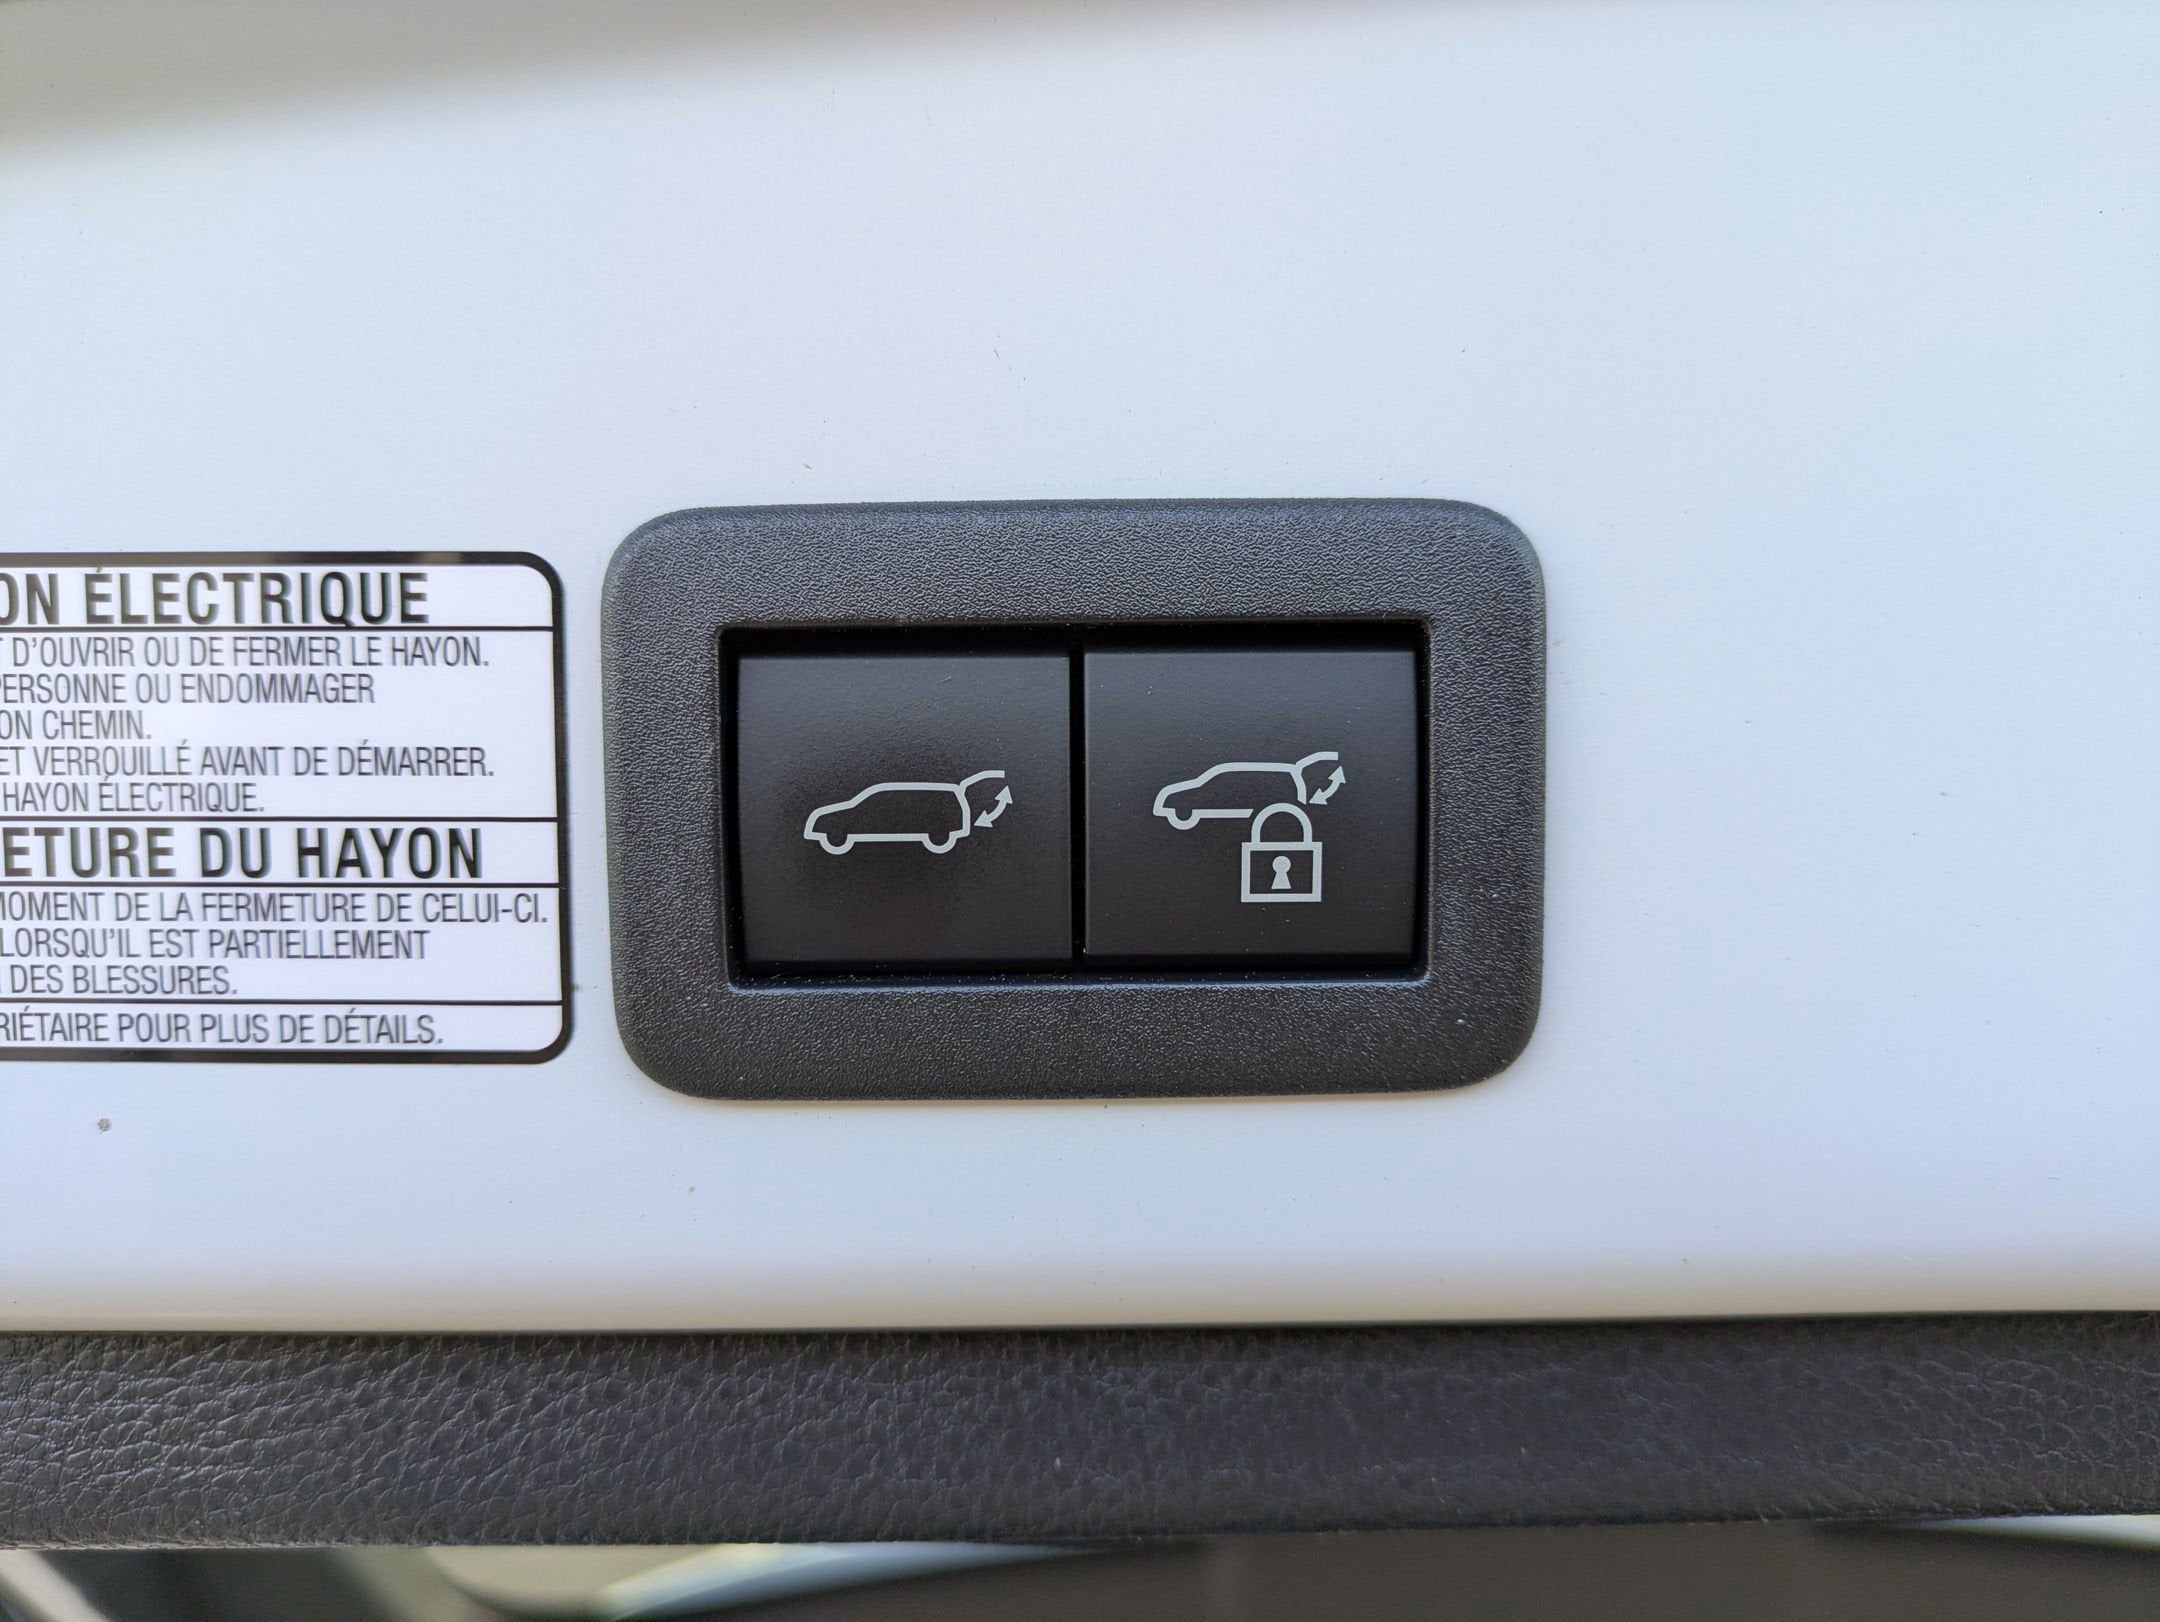 ON ÉLECTRIQUE
D'OUVRIR OU DE FERMER LE HAYON.
PERSONNE OU ENDOMMAGER
ON CHEMIN.
ET VERROUILLÉ AVANT DE DÉMARRER.
HAYON ÉLECTRIQUE.
ETURE DU HAYON
MOMENT DE LA FERMETURE DE CELUI-CI.
LORSQU'IL EST PARTIELLEMENT
DES BLESSURES.
RIÉTAIRE POUR PLUS DE DÉTAILS.